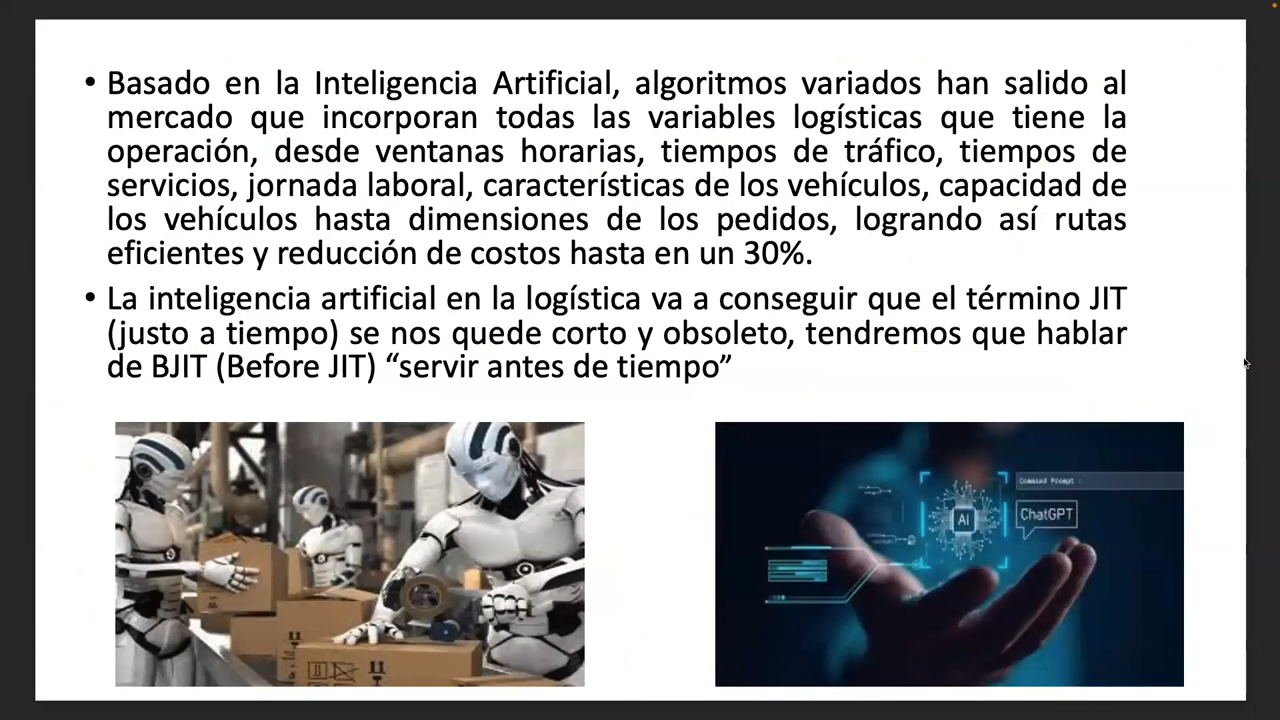 • Basado en la Inteligencia Artificial, algoritmos variados han salido al
mercado que incorporan todas las variables logísticas que tiene la
operación, desde ventanas horarias, tiempos de tráfico, tiempos de
servicios, jornada laboral, características de los vehículos, capacidad de
los vehículos hasta dimensiones de los pedidos, logrando así rutas
eficientes y reducción de costos hasta en un 30%.
• La inteligencia artificial en la logística va a conseguir que el término JIT
(justo a tiempo) se nos quede corto y obsoleto, tendremos que hablar
de BJIT (Before JIT) “servir antes de tiempo”
Command Prompt :
ChatGPT
AI